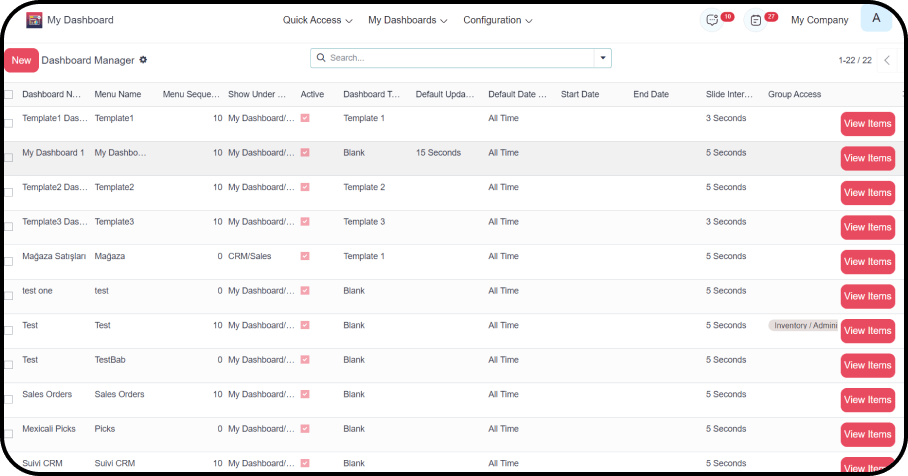 My Dashboard Quick Access My Dashboards Configuration 10 27 My Company A
New Dashboard Manager Search... 1-22 / 22
Dashboard N... Menu Name Menu Seque... Show Under ... Active Dashboard T... Default Upda... Default Date ... Start Date End Date Slide Inter... Group Access
Template1 Das... Template1 10 My Dashboard/... Template 1 All Time 3 Seconds View Items
My Dashboard 1 My Dashbo... 10 My Dashboard/... Blank 15 Seconds All Time 5 Seconds View Items
Template2 Das... Template2 10 My Dashboard/... Template 2 All Time 5 Seconds View Items
Template3 Das... Template3 10 My Dashboard/... Template 3 All Time 3 Seconds View Items
Mağaza Satışları Mağaza 0 CRM/Sales Template 1 All Time 5 Seconds View Items
test one test 0 My Dashboard/... Blank All Time 5 Seconds View Items
Test Test 10 My Dashboard/... Blank All Time 5 Seconds Inventory / Admini View Items
Test TestBab 0 My Dashboard/... Blank All Time 5 Seconds View Items
Sales Orders Sales Orders 10 My Dashboard/... Blank All Time 5 Seconds View Items
Mexicali Picks Picks 0 My Dashboard/... Blank All Time 5 Seconds View Items
Suivi CRM Suivi CRM 10 My Dashboard/... Blank All Time 5 Seconds View Items